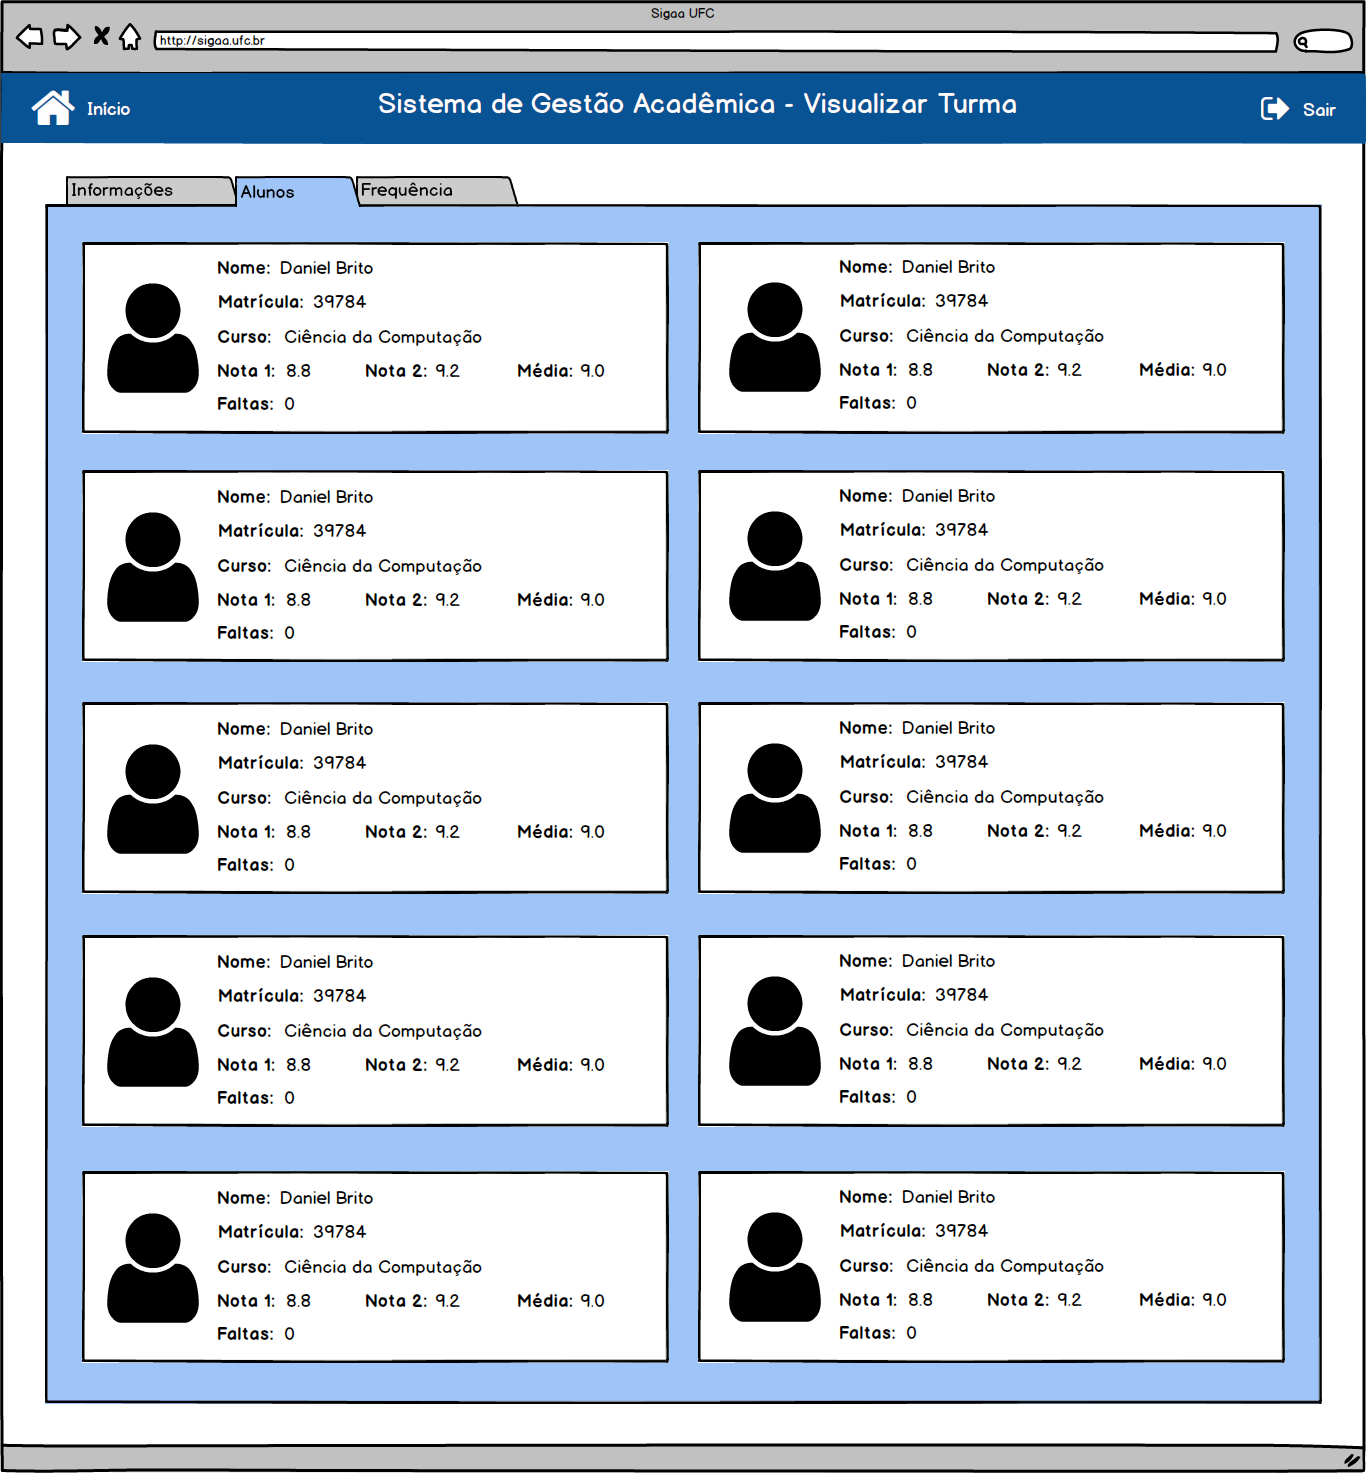 Sigaa UFC
http://sigaa.ufc.br
Início
Sistema de Gestão Acadêmica - Visualizar Turma
Sair
Informações
Alunos
Frequência
Nome: Daniel Brito
Matrícula: 39784
Curso: Ciência da Computação
Nota 1: 8.8 Nota 2: 9.2 Média: 9.0
Faltas: 0
Nome: Daniel Brito
Matrícula: 39784
Curso: Ciência da Computação
Nota 1: 8.8 Nota 2: 9.2 Média: 9.0
Faltas: 0
Nome: Daniel Brito
Matrícula: 39784
Curso: Ciência da Computação
Nota 1: 8.8 Nota 2: 9.2 Média: 9.0
Faltas: 0
Nome: Daniel Brito
Matrícula: 39784
Curso: Ciência da Computação
Nota 1: 8.8 Nota 2: 9.2 Média: 9.0
Faltas: 0
Nome: Daniel Brito
Matrícula: 39784
Curso: Ciência da Computação
Nota 1: 8.8 Nota 2: 9.2 Média: 9.0
Faltas: 0
Nome: Daniel Brito
Matrícula: 39784
Curso: Ciência da Computação
Nota 1: 8.8 Nota 2: 9.2 Média: 9.0
Faltas: 0
Nome: Daniel Brito
Matrícula: 39784
Curso: Ciência da Computação
Nota 1: 8.8 Nota 2: 9.2 Média: 9.0
Faltas: 0
Nome: Daniel Brito
Matrícula: 39784
Curso: Ciência da Computação
Nota 1: 8.8 Nota 2: 9.2 Média: 9.0
Faltas: 0
Nome: Daniel Brito
Matrícula: 39784
Curso: Ciência da Computação
Nota 1: 8.8 Nota 2: 9.2 Média: 9.0
Faltas: 0
Nome: Daniel Brito
Matrícula: 39784
Curso: Ciência da Computação
Nota 1: 8.8 Nota 2: 9.2 Média: 9.0
Faltas: 0